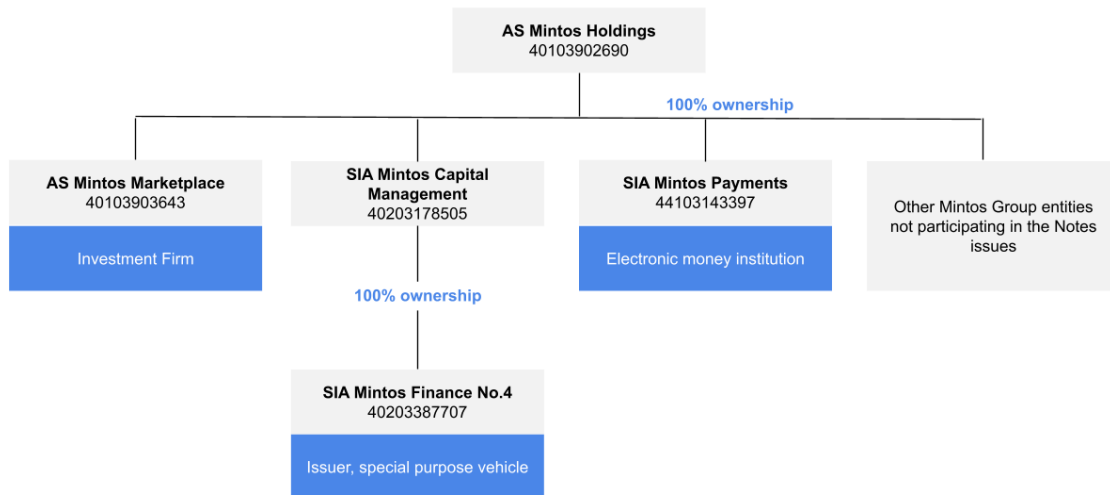 AS Mintos Holdings
40103902690
100% ownership
AS Mintos Marketplace
40103903643
Investment Firm
SIA Mintos Capital
Management
40203178505
SIA Mintos Payments
44103143397
Electronic money institution
Other Mintos Group entities
not participating in the Notes
issues
100% ownership
SIA Mintos Finance No.4
40203387707
Issuer, special purpose vehicle